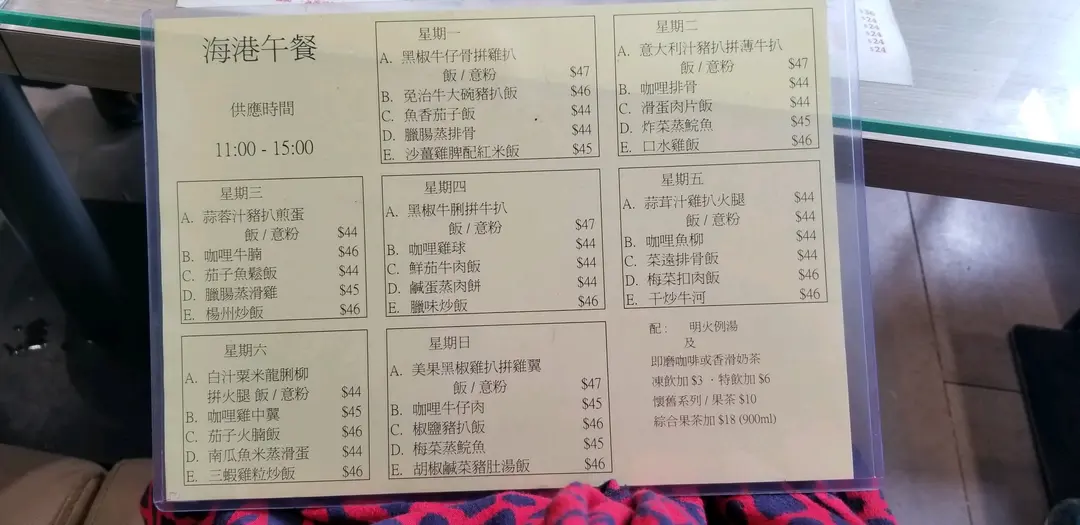 海港午餐
供應時間
11:00 - 15:00
星期一
A. 黑椒牛仔骨拼雞扒
飯 / 意粉 $47
B. 免治牛大碗豬扒飯 $46
C. 魚香茄子飯 $44
D. 臘腸蒸排骨 $44
E. 沙薑雞脾配紅米飯 $45
星期二
A. 意大利汁豬扒拼薄牛扒
飯 / 意粉 $47
B. 咖哩排骨 $44
C. 滑蛋肉片飯 $44
D. 炸菜蒸鯇魚 $45
E. 口水雞飯 $46
星期三
A. 蒜蓉汁豬扒煎蛋
飯 / 意粉 $44
B. 咖哩牛腩 $46
C. 茄子魚鬆飯 $44
D. 臘腸蒸滑雞 $45
E. 楊州炒飯 $46
星期四
A. 黑椒牛脷拼牛扒
飯 / 意粉 $47
B. 咖哩雞球 $44
C. 鮮茄牛肉飯 $44
D. 鹹蛋蒸肉餅 $44
E. 臘味炒飯 $46
星期五
A. 蒜茸汁雞扒火腿 $44
飯 / 意粉 $44
B. 咖哩魚柳 $44
C. 菜遠排骨飯 $44
D. 梅菜扣肉飯 $46
E. 干炒牛河 $46
星期六
A. 白汁粟米龍脷柳
拼火腿 飯 / 意粉 $44
B. 咖哩雞中翼 $45
C. 茄子火腩飯 $46
D. 南瓜魚米蒸滑蛋 $44
E. 三蝦雞粒炒飯 $46
星期日
A. 美果黑椒雞扒拼雞翼
飯 / 意粉 $47
B. 咖哩牛仔肉 $45
C. 椒鹽豬扒飯 $46
D. 梅菜蒸鯇魚 $45
E. 胡椒鹹菜豬肚湯飯 $46
配： 明火例湯
及
即磨咖啡或香滑奶茶
凍飲加 $3 ‧ 特飲加 $6
懷舊系列 / 果茶 $10
綜合果茶加 $18 (900ml)
$24
$24
$24